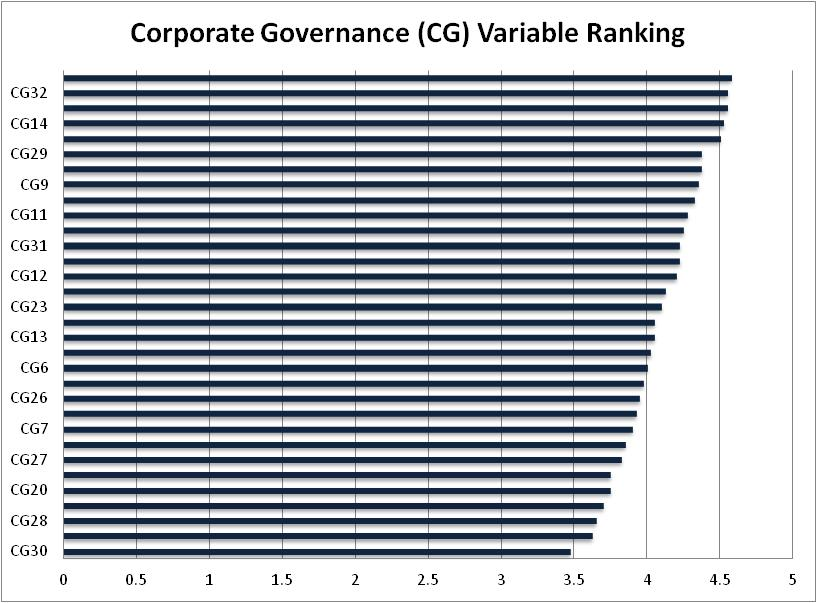 Corporate Governance (CG) Variable Ranking
CG32
CG14
CG29
CG9
CG11
CG31
CG12
CG23
CG13
CG6
CG26
CG7
CG27
CG20
CG28
CG30
0 0.5 1 1.5 2 2.5 3 3.5 4 4.5 5